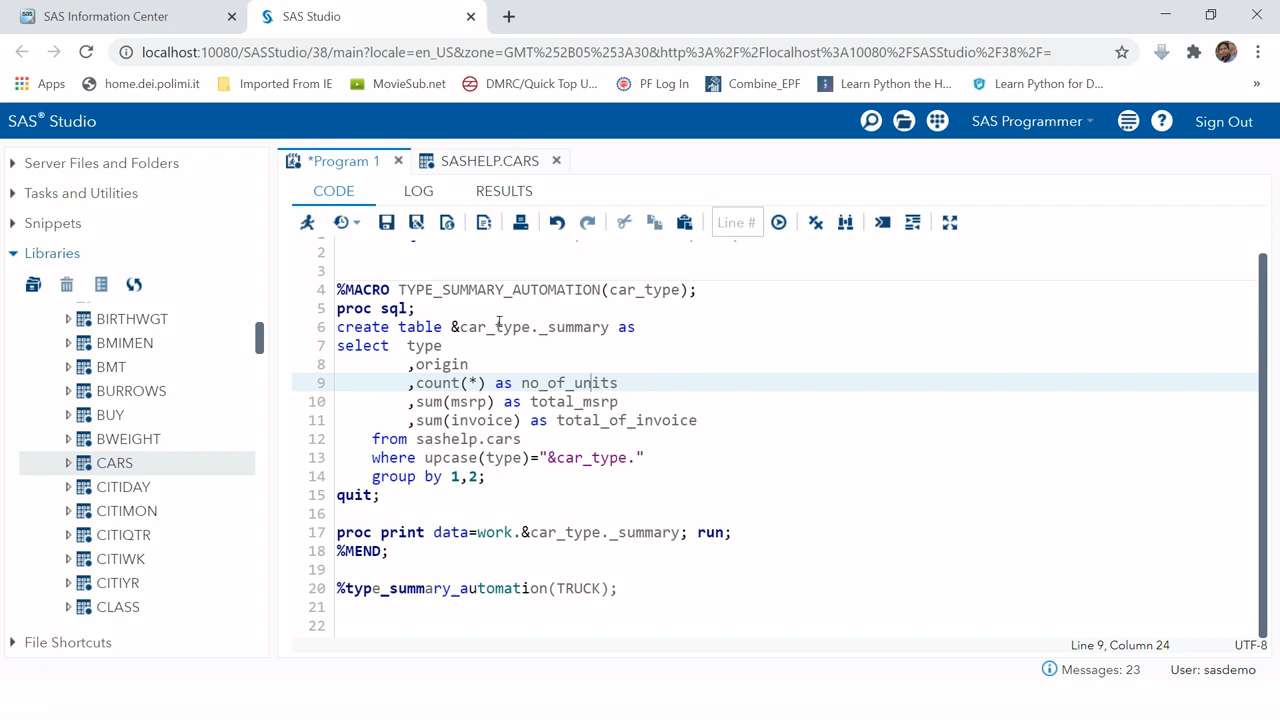 SAS Information Center
SAS Studio
localhost:10080/SASStudio/38/main?locale=en_US&zone=GMT%252B05%253A30&http%3A%2F%2Flocalhost%3A10080%2FSASStudio%2F38%2F=
Apps
home.dei.polimi.it
Imported From IE
MovieSub.net
DMRC/Quick Top U...
PF Log In
Combine_EPF
Learn Python the H...
Learn Python for D...
»
SAS® Studio
SAS Programmer
Sign Out
Server Files and Folders
Tasks and Utilities
Snippets
Libraries
BIRTHWGT
BMIMEN
BMT
BURROWS
BUY
BWEIGHT
CARS
CITIDAY
CITIMON
CITIQTR
CITIWK
CITIYR
CLASS
File Shortcuts
*Program 1
SASHELP.CARS
CODE LOG RESULTS
Line #
2
3
4 %MACRO TYPE_SUMMARY_AUTOMATION(car_type);
5 proc sql;
6 create table &car_type._summary as
7 select  type
8 ,origin
9 ,count(*) as no_of_units
10 ,sum(msrp) as total_msrp
11 ,sum(invoice) as total_of_invoice
12 from sashelp.cars
13 where upcase(type)="&car_type."
14 group by 1,2;
15 quit;
16
17 proc print data=work.&car_type._summary; run;
18 %MEND;
19
20 %type_summary_automation(TRUCK);
21
22
Line 9, Column 24
UTF-8
Messages: 23
User: sasdemo